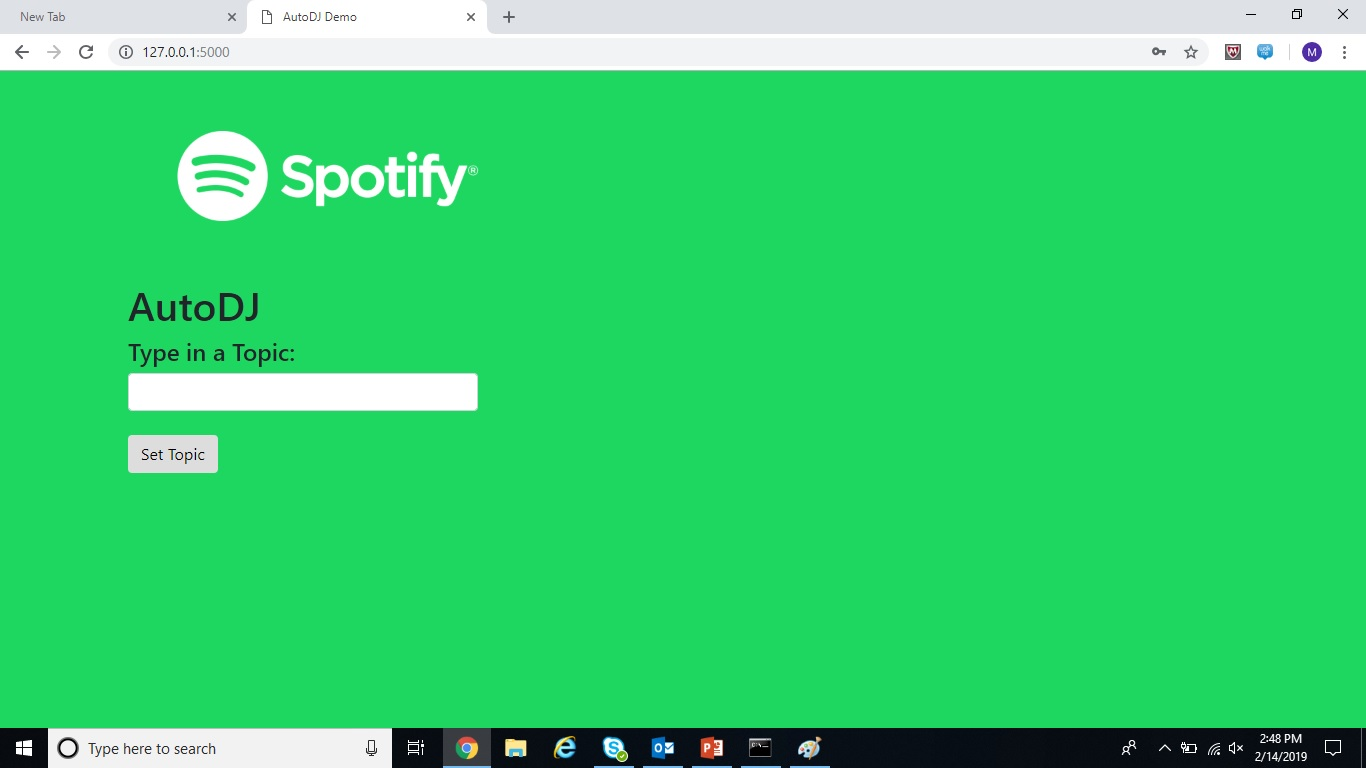 New Tab
AutoDJ Demo
127.0.0.1:5000
M
Spotify®
AutoDJ
Type in a Topic:
Set Topic
Type here to search
2:48 PM
2/14/2019